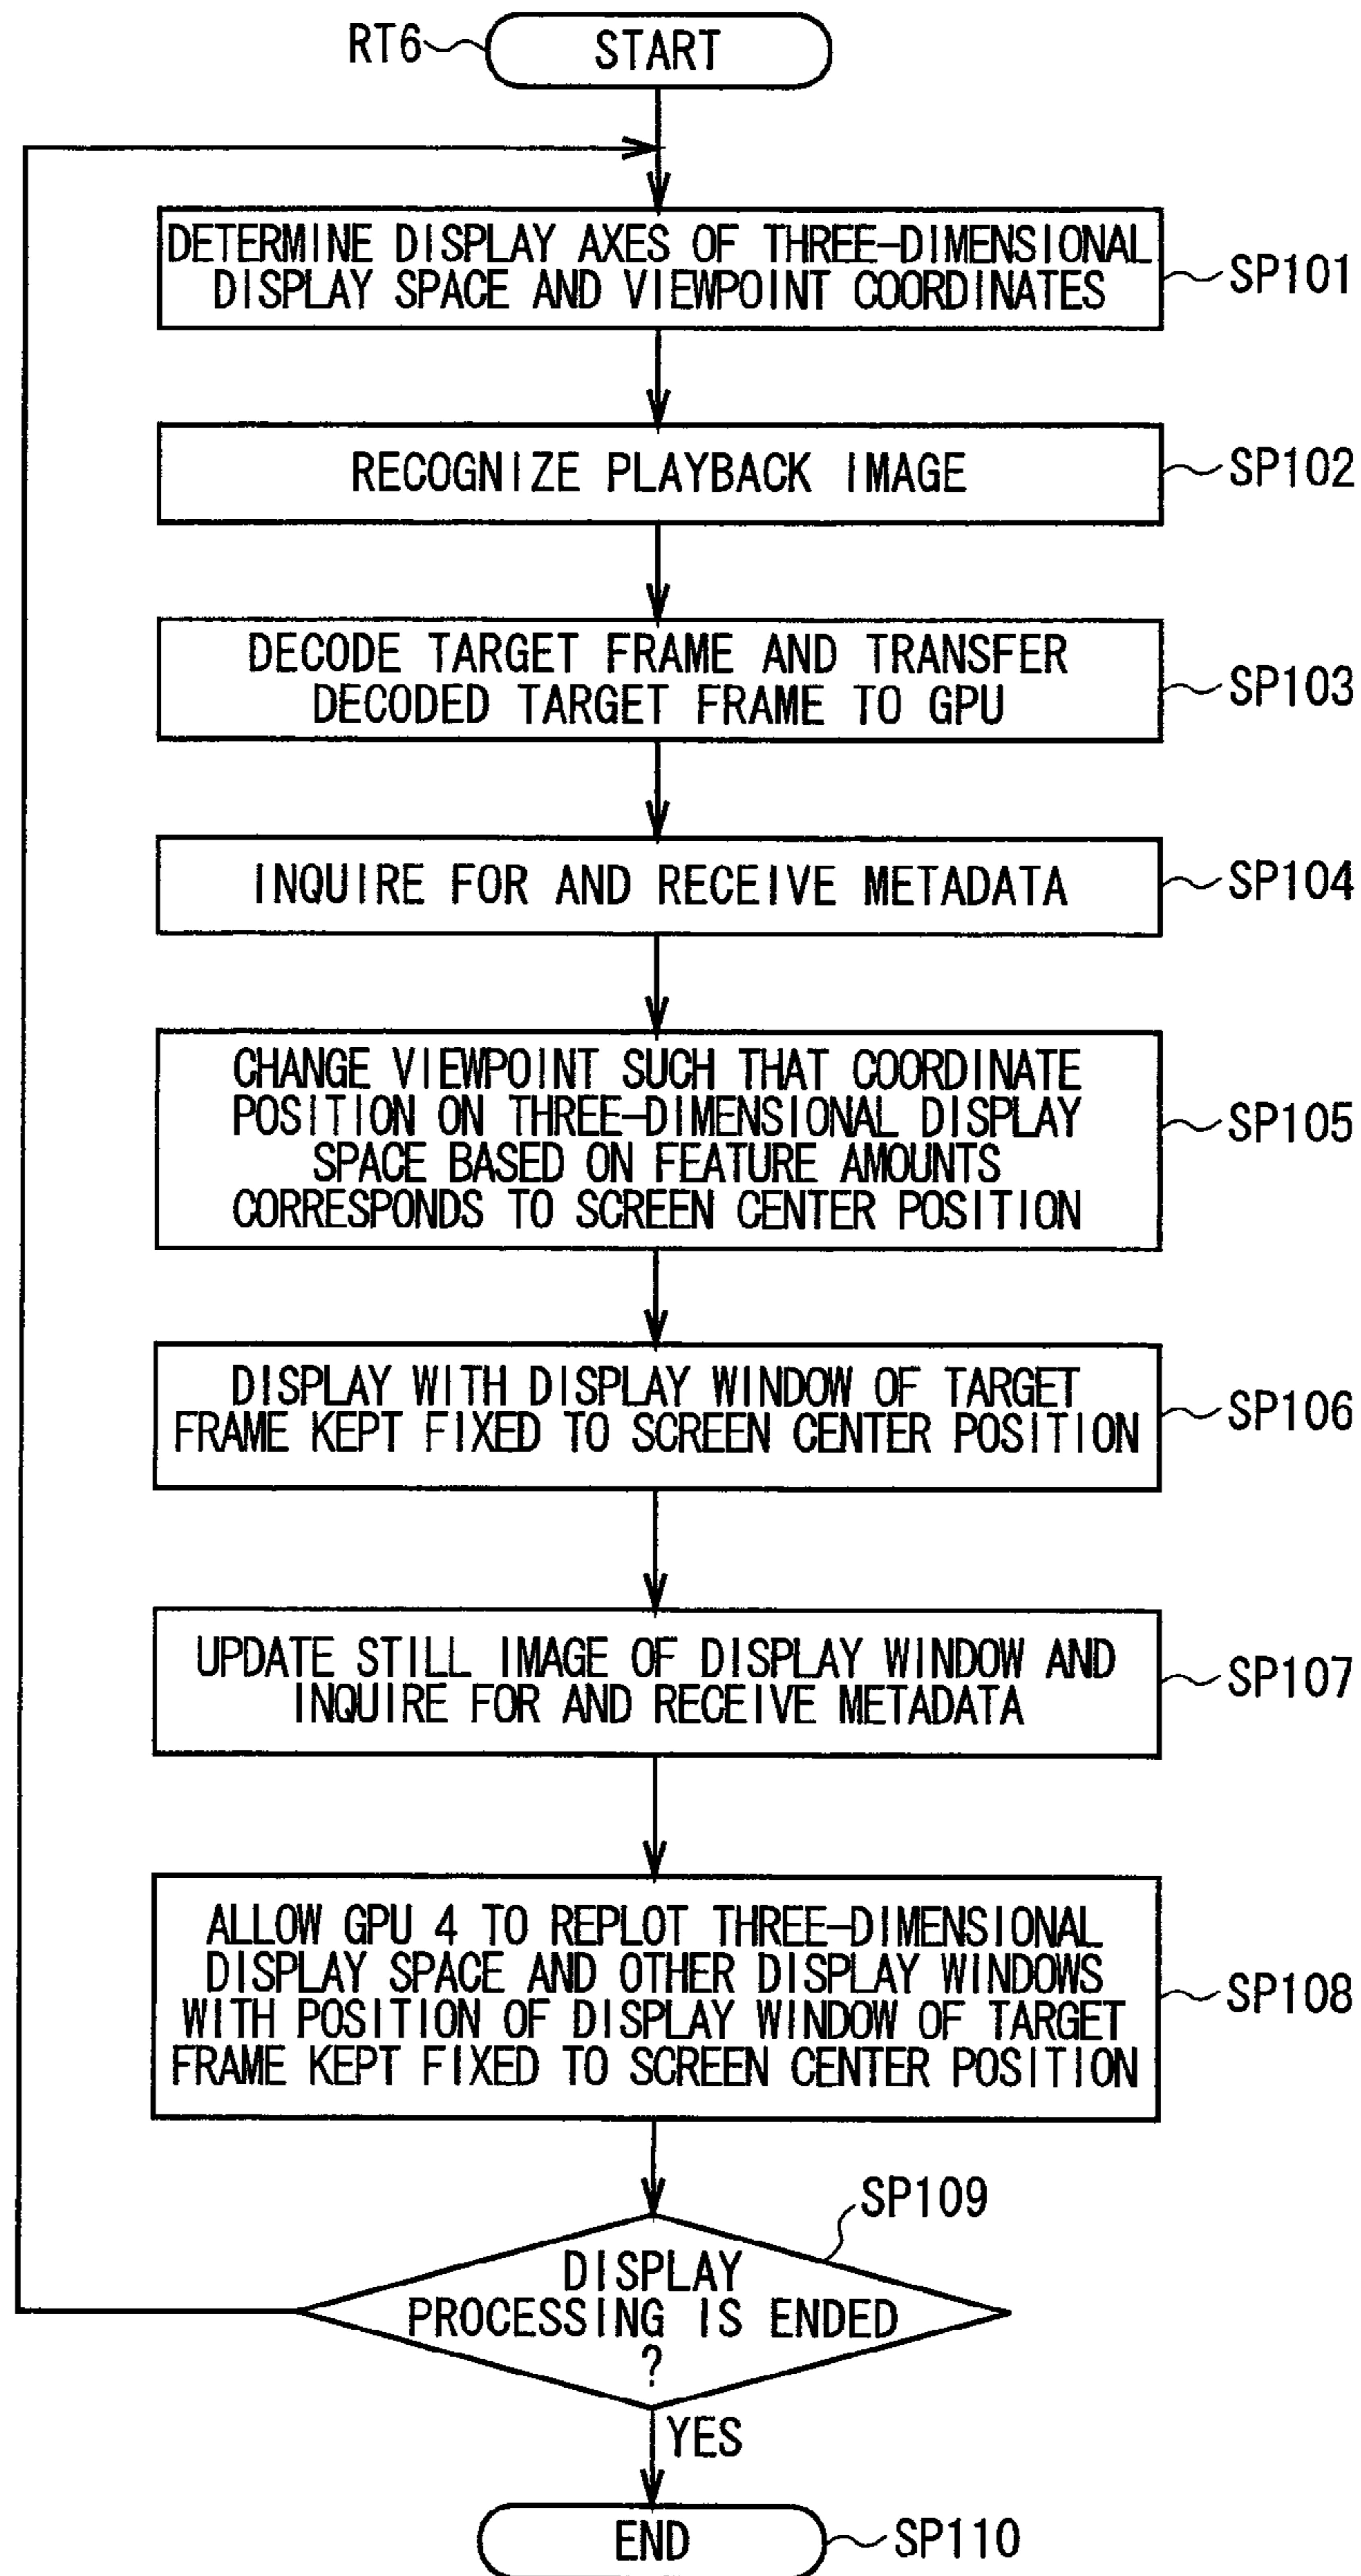 RT6
START
DETERMINE DISPLAY AXES OF THREE-DIMENSIONAL
DISPLAY SPACE AND VIEWPOINT COORDINATES
SP101
RECOGNIZE PLAYBACK IMAGE
SP102
DECODE TARGET FRAME AND TRANSFER
DECODED TARGET FRAME TO GPU
SP103
INQUIRE FOR AND RECEIVE METADATA
SP104
CHANGE VIEWPOINT SUCH THAT COORDINATE
POSITION ON THREE-DIMENSIONAL DISPLAY
SPACE BASED ON FEATURE AMOUNTS
CORRESPONDS TO SCREEN CENTER POSITION
SP105
DISPLAY WITH DISPLAY WINDOW OF TARGET
FRAME KEPT FIXED TO SCREEN CENTER POSITION
SP106
UPDATE STILL IMAGE OF DISPLAY WINDOW AND
INQUIRE FOR AND RECEIVE METADATA
SP107
ALLOW GPU 4 TO REPLOT THREE-DIMENSIONAL
DISPLAY SPACE AND OTHER DISPLAY WINDOWS
WITH POSITION OF DISPLAY WINDOW OF TARGET
FRAME KEPT FIXED TO SCREEN CENTER POSITION
SP108
SP109
DISPLAY
PROCESSING IS ENDED
?
YES
END
SP110